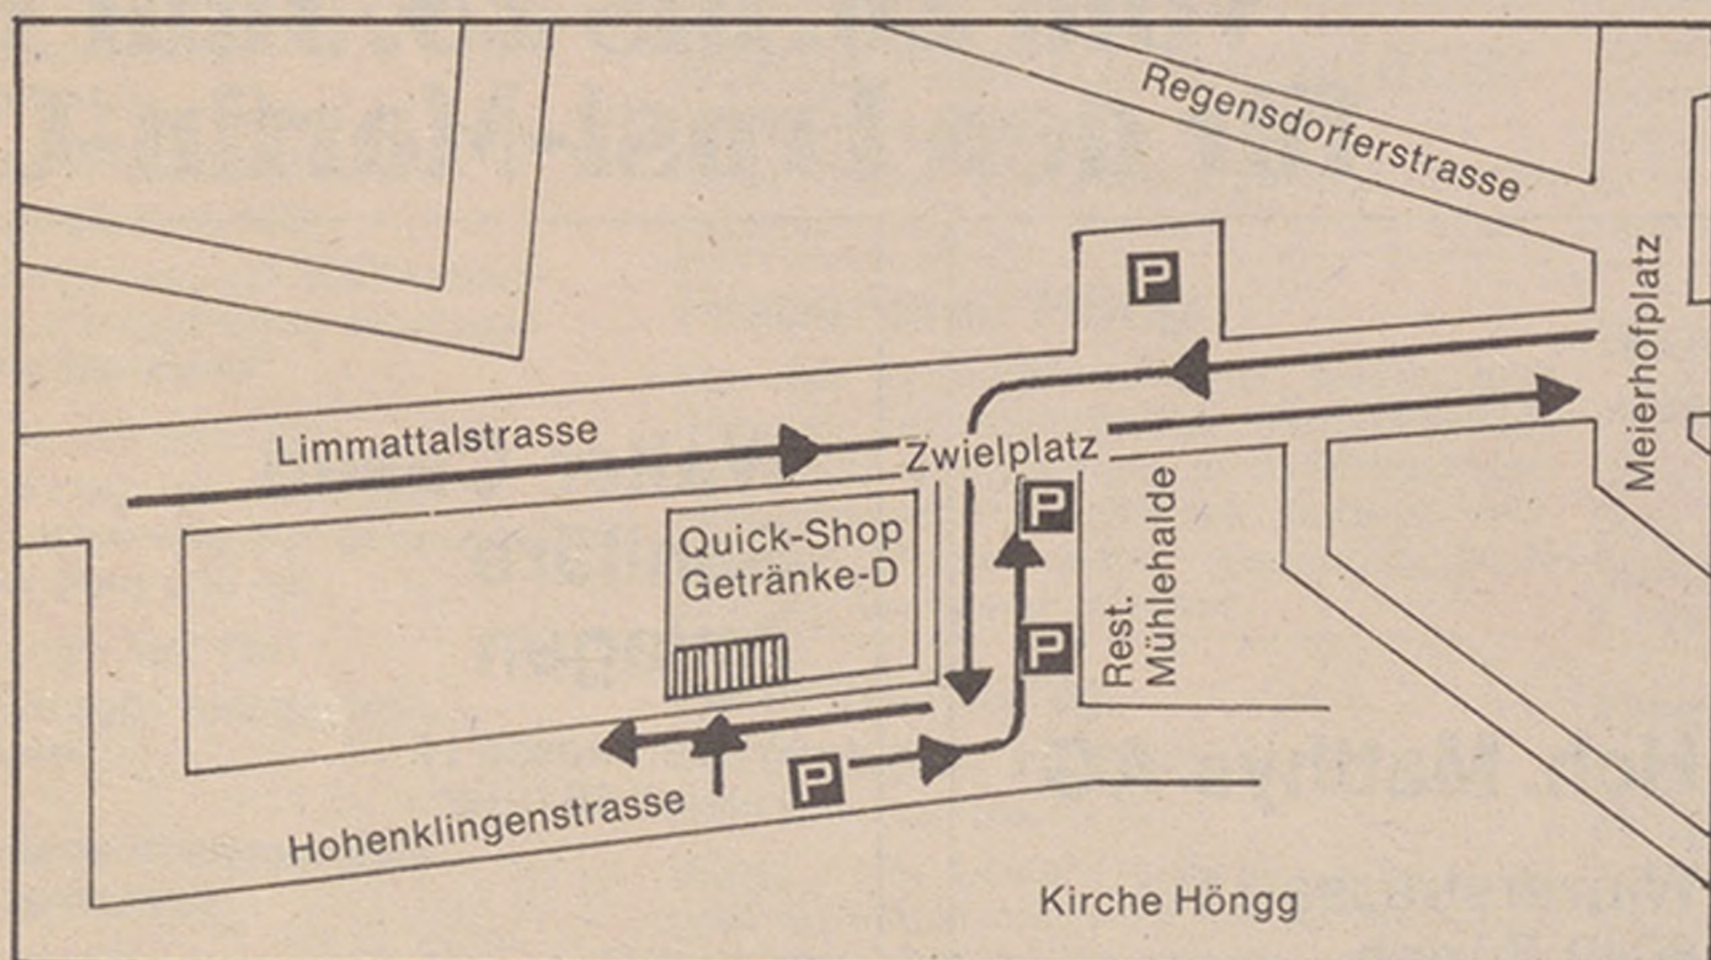 Regensdorferstrasse
P
Meierhofplatz
Limmattalstrasse
Zwielplatz
P
Quick-Shop
Getränke-D
P
Rest.
Mühlehalde
P
Hohenklingenstrasse
Kirche Höngg